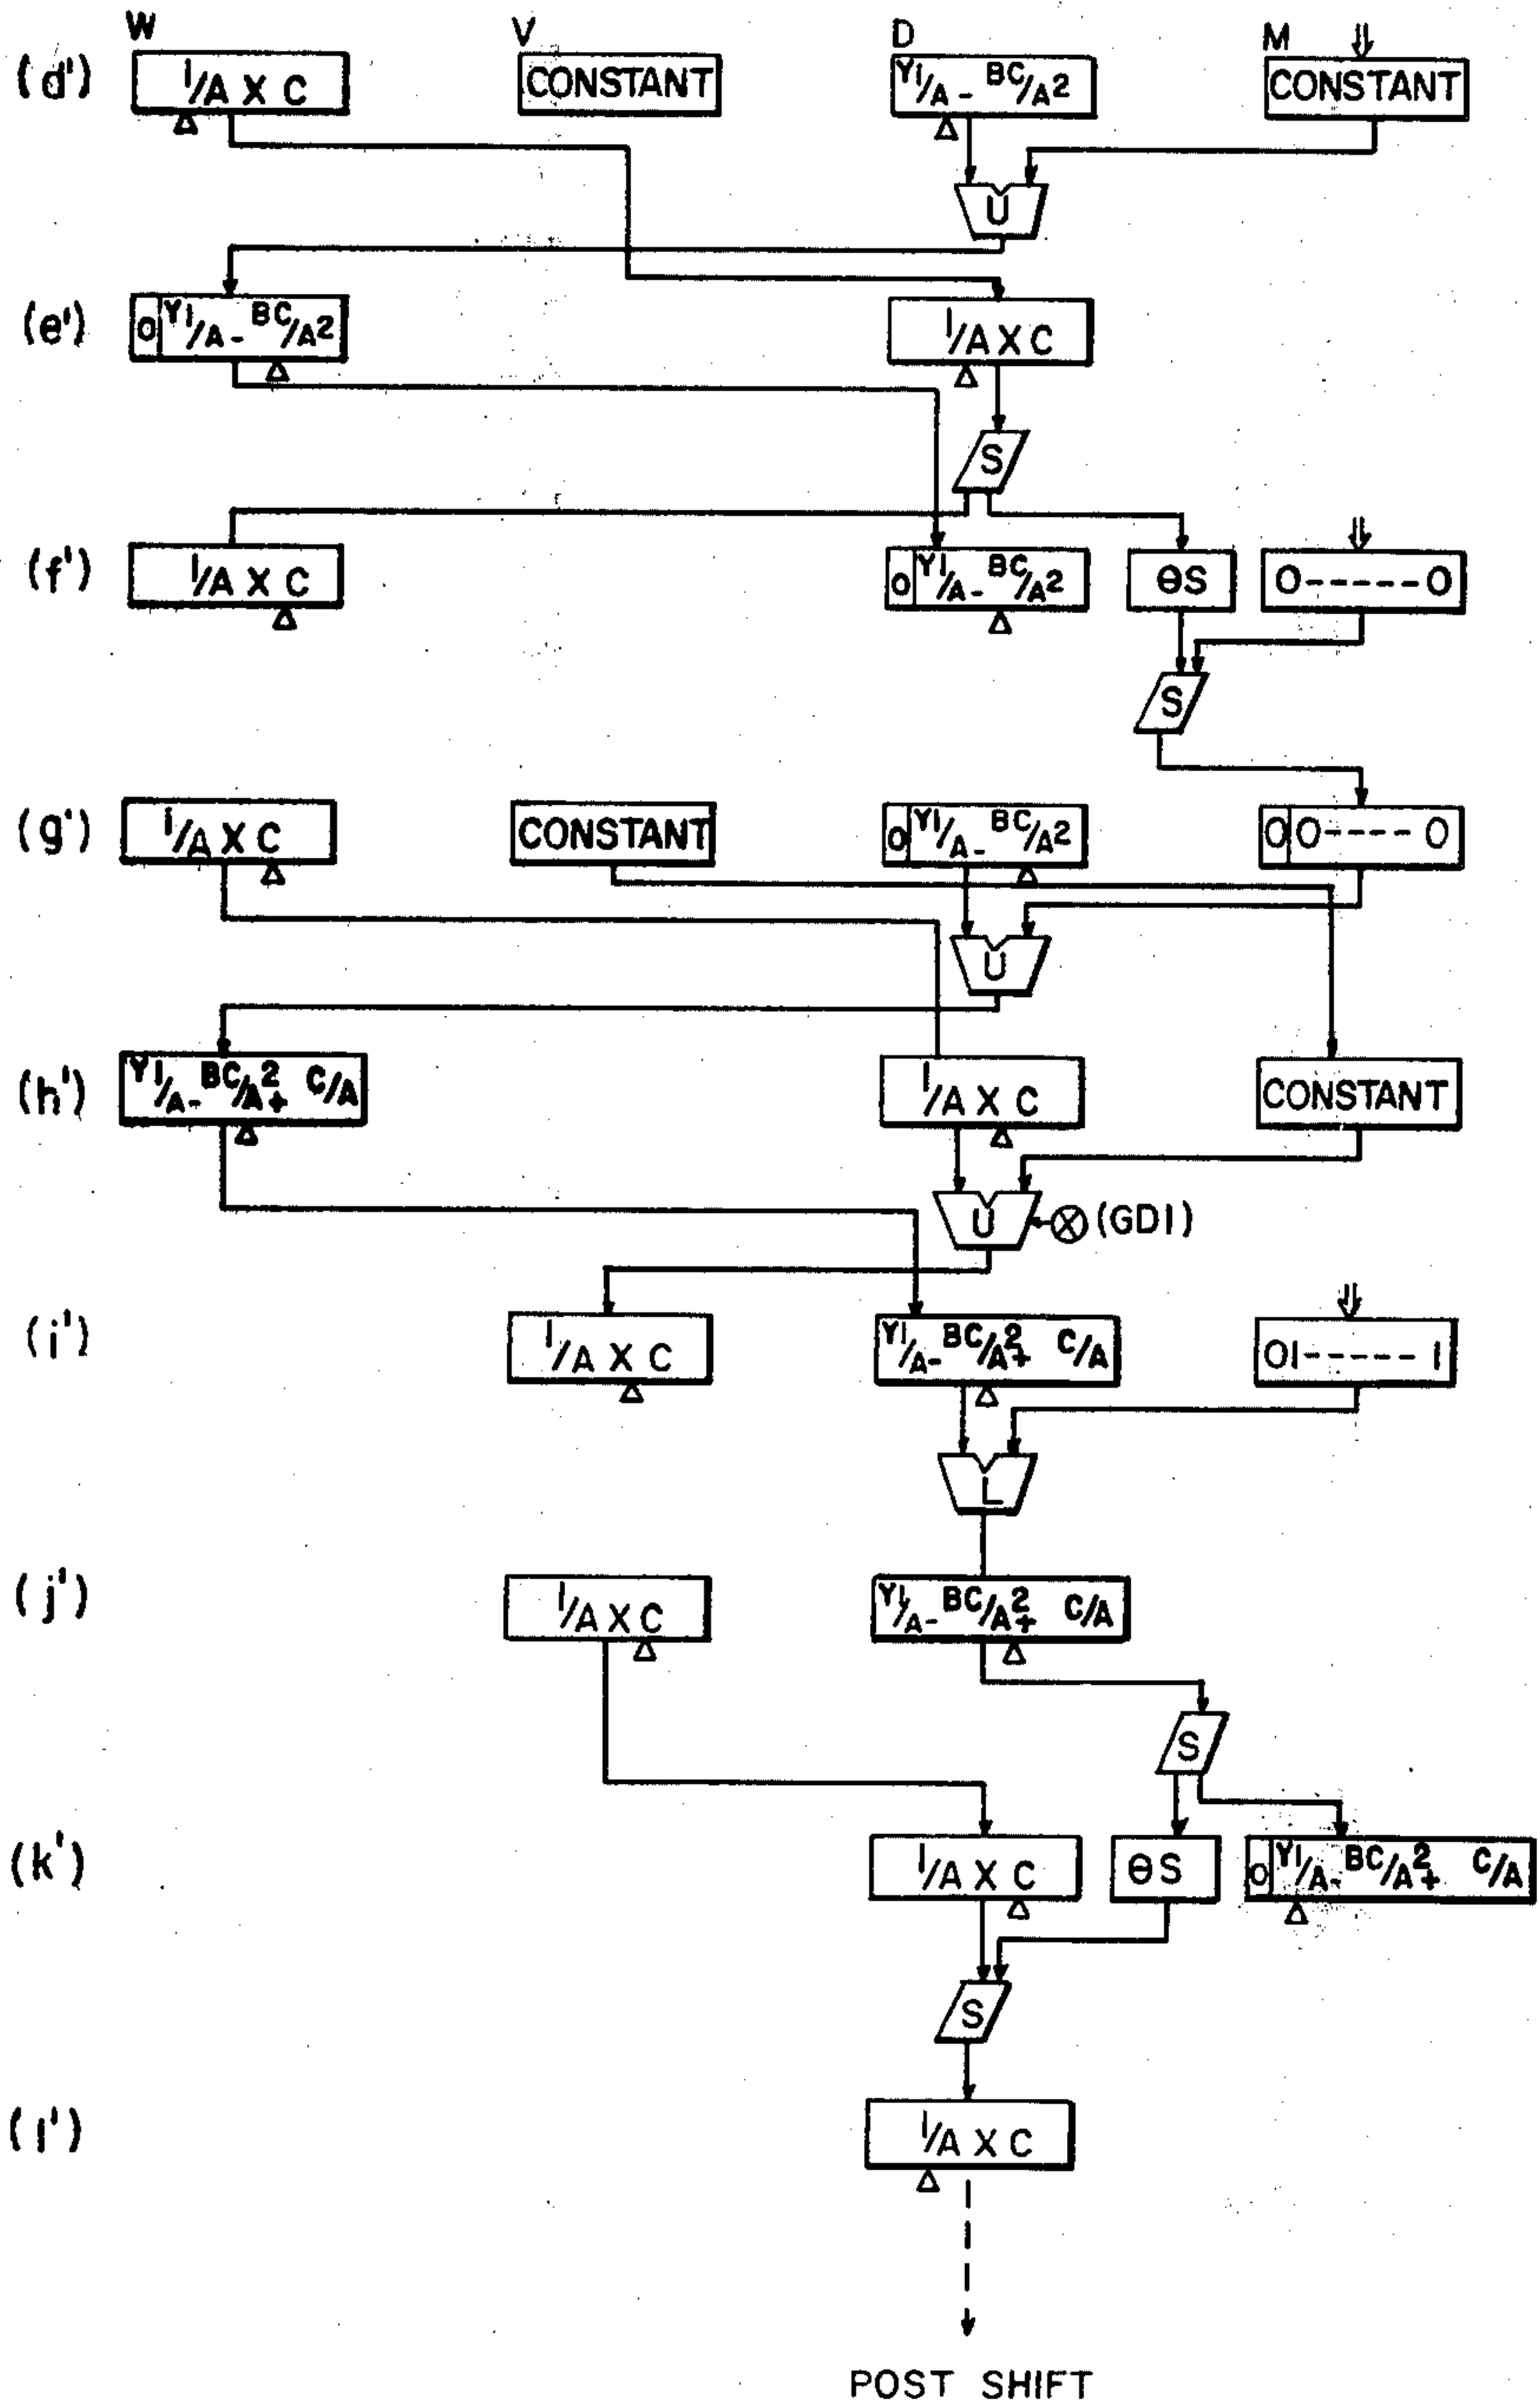 W V D M
(d') 1/A X C CONSTANT Y1/A- BC/A2 CONSTANT
U
(e') 0 Y1/A- BC/A2 1/A X C
S
(f') 1/A X C 0 Y1/A- BC/A2 ΘS 0-----0
S
(g') 1/A X C CONSTANT 0 Y1/A- BC/A2 0 0---- 0
U
(h') Y1/A- BC/A2+ C/A 1/A X C CONSTANT
U (GD1)
(i') 1/A X C Y1/A- BC/A2+ C/A 01----- 1
L
(j') 1/A X C Y1/A- BC/A2+ C/A
S
(k') 1/A X C ΘS 0 Y1/A- BC/A2+ C/A
S
(l') 1/A X C
POST SHIFT